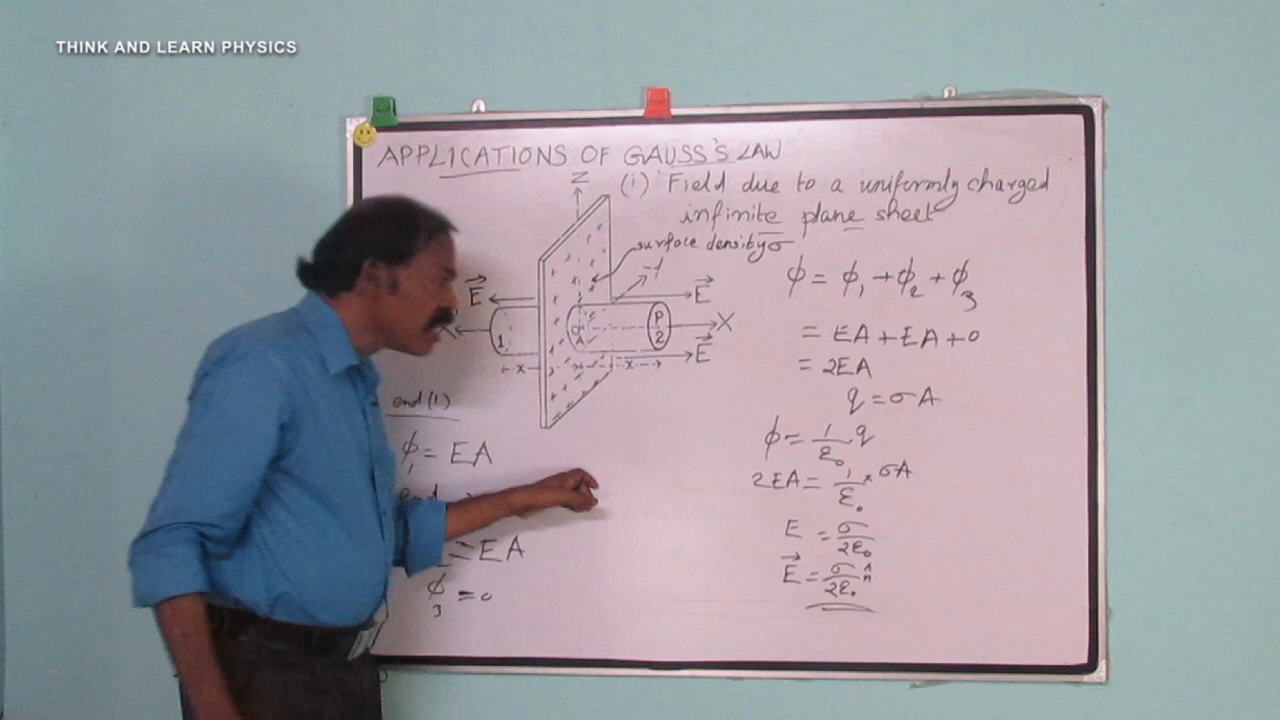 THINK AND LEARN PHYSICS
APPLICATIONS OF GAUSS'S LAW
(i) Field due to a uniformly charged
infinite plane sheet
surface density σ
Z
E⃗
E⃗
X
E⃗
1
P
2
x
x
end (1)
ϕ₁ = EA
end
= EA
ϕ₃ = 0
ϕ = ϕ₁ + ϕ₂ + ϕ₃
= EA + EA + 0
= 2EA
q = σA
ϕ = 1/ε₀ q
2EA = 1/ε₀ × σA
E = σ/2ε₀
E⃗ = σ/2ε₀ n̂